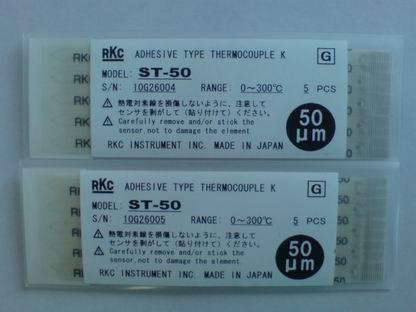 RKC ADHESIVE TYPE THERMOCOUPLE K G
MODEL: ST-50
S/N: 10G26004 RANGE: 0~300℃ 5 PCS
⚠ 熱電対素線を損傷しないように、注意して
センサを剥がして(貼り付けて)ください。
⚠ Carefully remove and/or stick the
sensor,not to damage the element.
50
μm
RKC INSTRUMENT INC. MADE IN JAPAN
RKC ADHESIVE TYPE THERMOCOUPLE K G
MODEL: ST-50
S/N: 10G26005 RANGE: 0~300℃ 5 PCS
⚠ 熱電対素線を損傷しないように、注意して
センサを剥がして(貼り付けて)ください。
⚠ Carefully remove and/or stick the
sensor,not to damage the element.
50
μm
RKC INSTRUMENT INC. MADE IN JAPAN